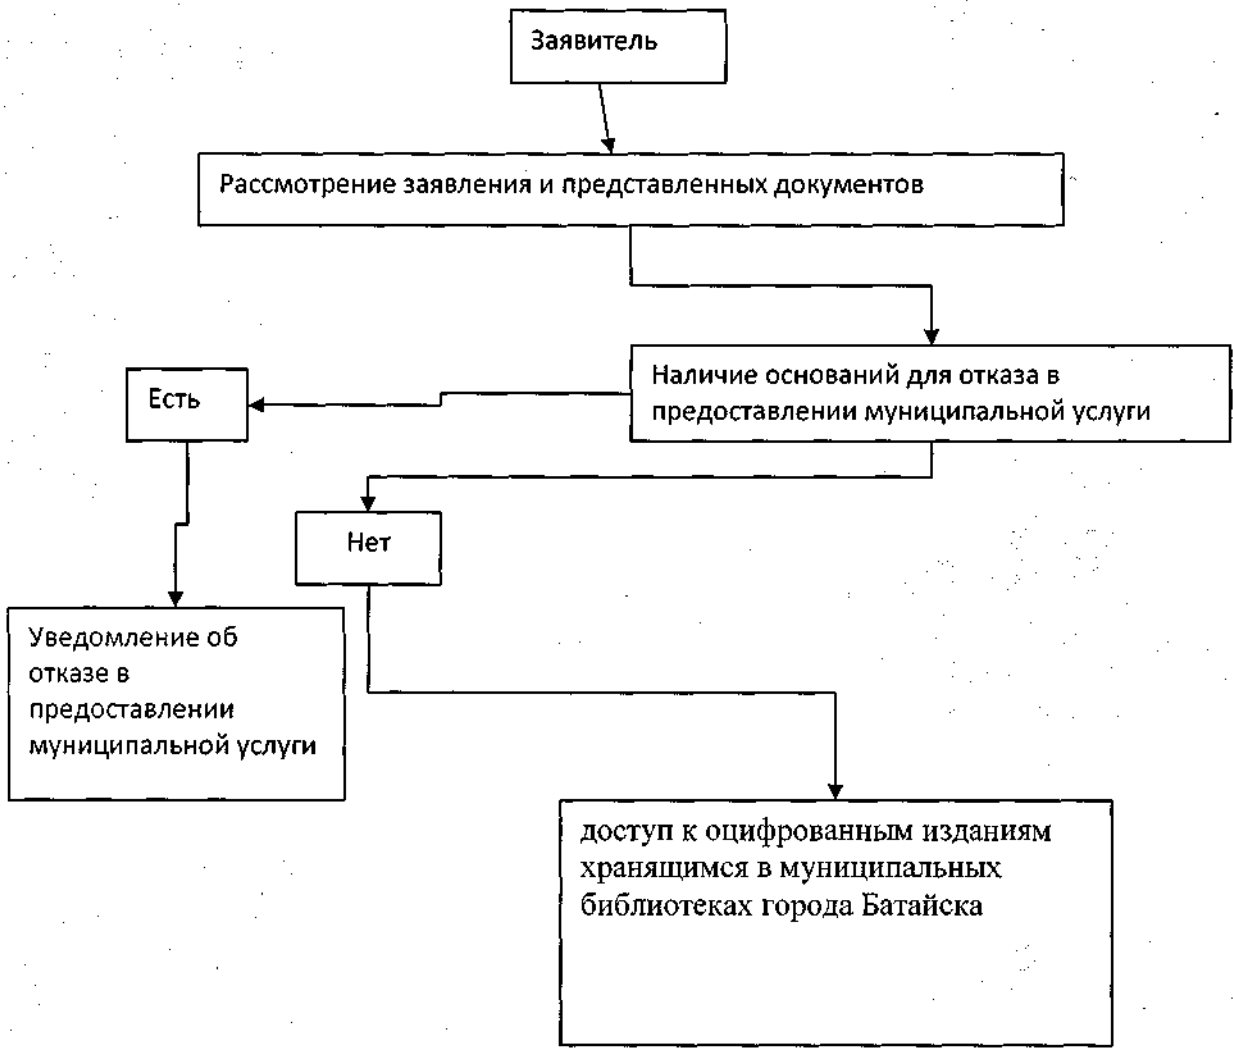 Заявитель
Рассмотрение заявления и представленных документов
Наличие оснований для отказа в
предоставлении муниципальной услуги
Есть
Нет
Уведомление об
отказе в
предоставлении
муниципальной услуги
доступ к оцифрованным изданиям
хранящимся в муниципальных
библиотеках города Батайска